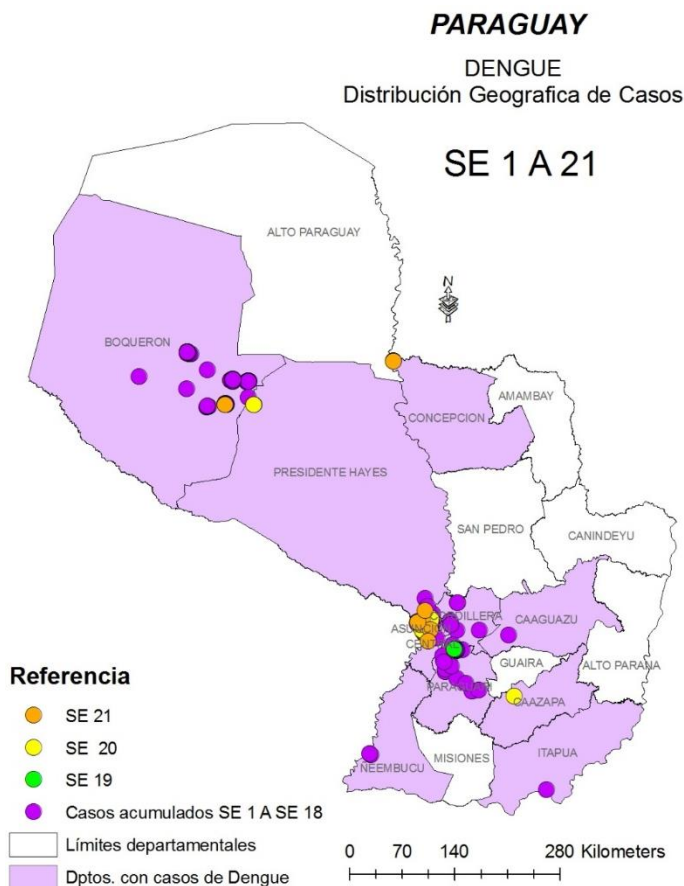 PARAGUAY
DENGUE
Distribución Geografica de Casos
SE 1 A 21
ALTO PARAGUAY
N
BOQUERON
AMAMBAY
CONCEPCION
PRESIDENTE HAYES
SAN PEDRO
CANINDEYU
CAAGUAZU
ALTO PARANA
GUAIRA
CAAZAPA
ITAPUA
MISIONES
NEEMBUCU
Referencia
SE 21
SE 20
SE 19
Casos acumulados SE 1 A SE 18
Límites departamentales
Dptos. con casos de Dengue
0 70 140 280 Kilometers